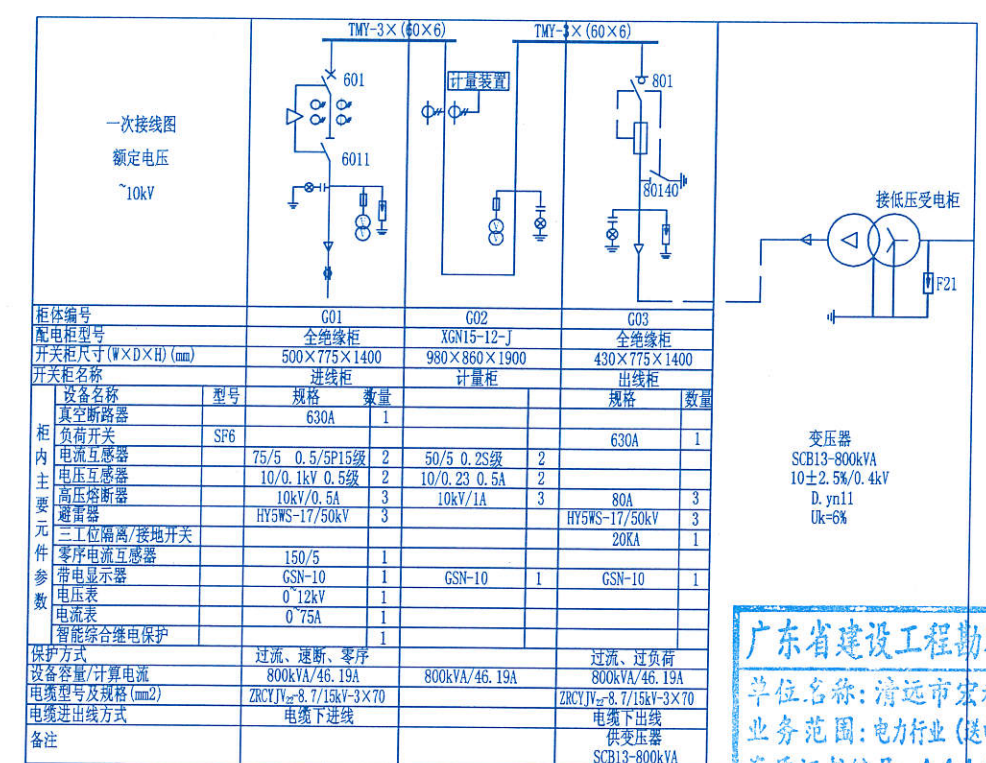 TMY-3×(60×6) TMY-3×(60×6)
601 计量装置 801
6011 80140
一次接线图
额定电压
~10kV
接低压受电柜
F21
柜体编号 G01 G02 G03
配电柜型号 全绝缘柜 XGN15-12-J 全绝缘柜
开关柜尺寸(W×D×H)(mm) 500×775×1400 980×860×1900 430×775×1400
开关柜名称 进线柜 计量柜 出线柜
柜内主要元件参数
设备名称 型号 规格 数量 规格 数量
真空断路器 630A 1
负荷开关 SF6 630A 1
电流互感器 75/5 0.5/5P15级 2 50/5 0.2S级 2
电压互感器 10/0.1kV 0.5级 2 10/0.23 0.5A 2
高压熔断器 10kV/0.5A 3 10kV/1A 3 80A 3
避雷器 HY5WS-17/50kV 3 HY5WS-17/50kV 3
三工位隔离/接地开关 20KA 1
零序电流互感器 150/5 1
带电显示器 GSN-10 1 GSN-10 1 GSN-10 1
电压表 0~12kV 1
电流表 0~75A 1
智能综合继电保护 1
保护方式 过流、速断、零序 过流、过负荷
设备容量/计算电流 800kVA/46.19A 800kVA/46.19A 800kVA/46.19A
电缆型号及规格(mm2) ZRCYJV22-8.7/15kV-3×70 ZRCYJV22-8.7/15kV-3×70
电缆进出线方式 电缆下进线 电缆下出线
备注 供变压器
SCB13-800kVA
变压器
SCB13-800kVA
10±2.5%/0.4kV
D.yn11
Uk=6%
广东省建设工程勘
单位名称:清远市宏
业务范围:电力行业(送